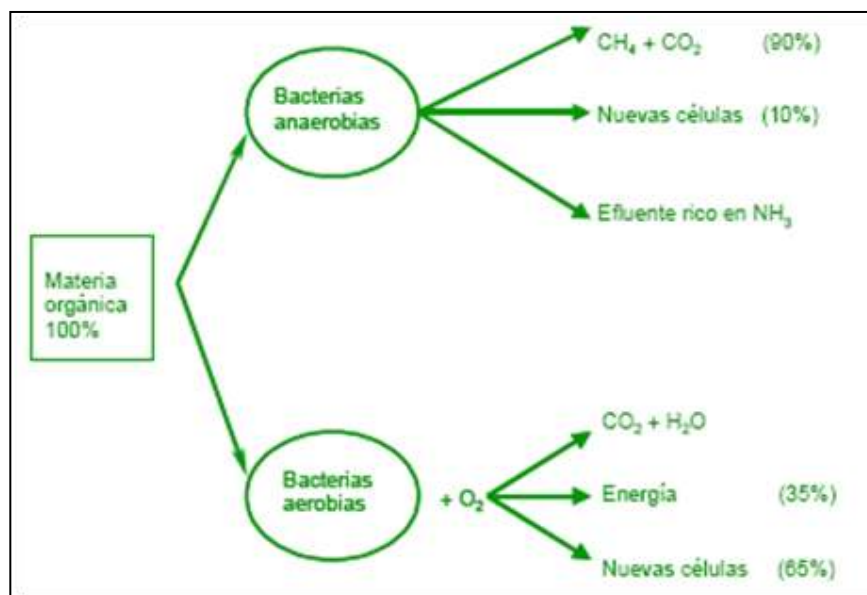 Materia
orgánica
100%
Bacterias
anaerobias
CH₄ + CO₂ (90%)
Nuevas células (10%)
Efluente rico en NH₃
Bacterias
aerobias
+ O₂
CO₂ + H₂O
Energía (35%)
Nuevas células (65%)